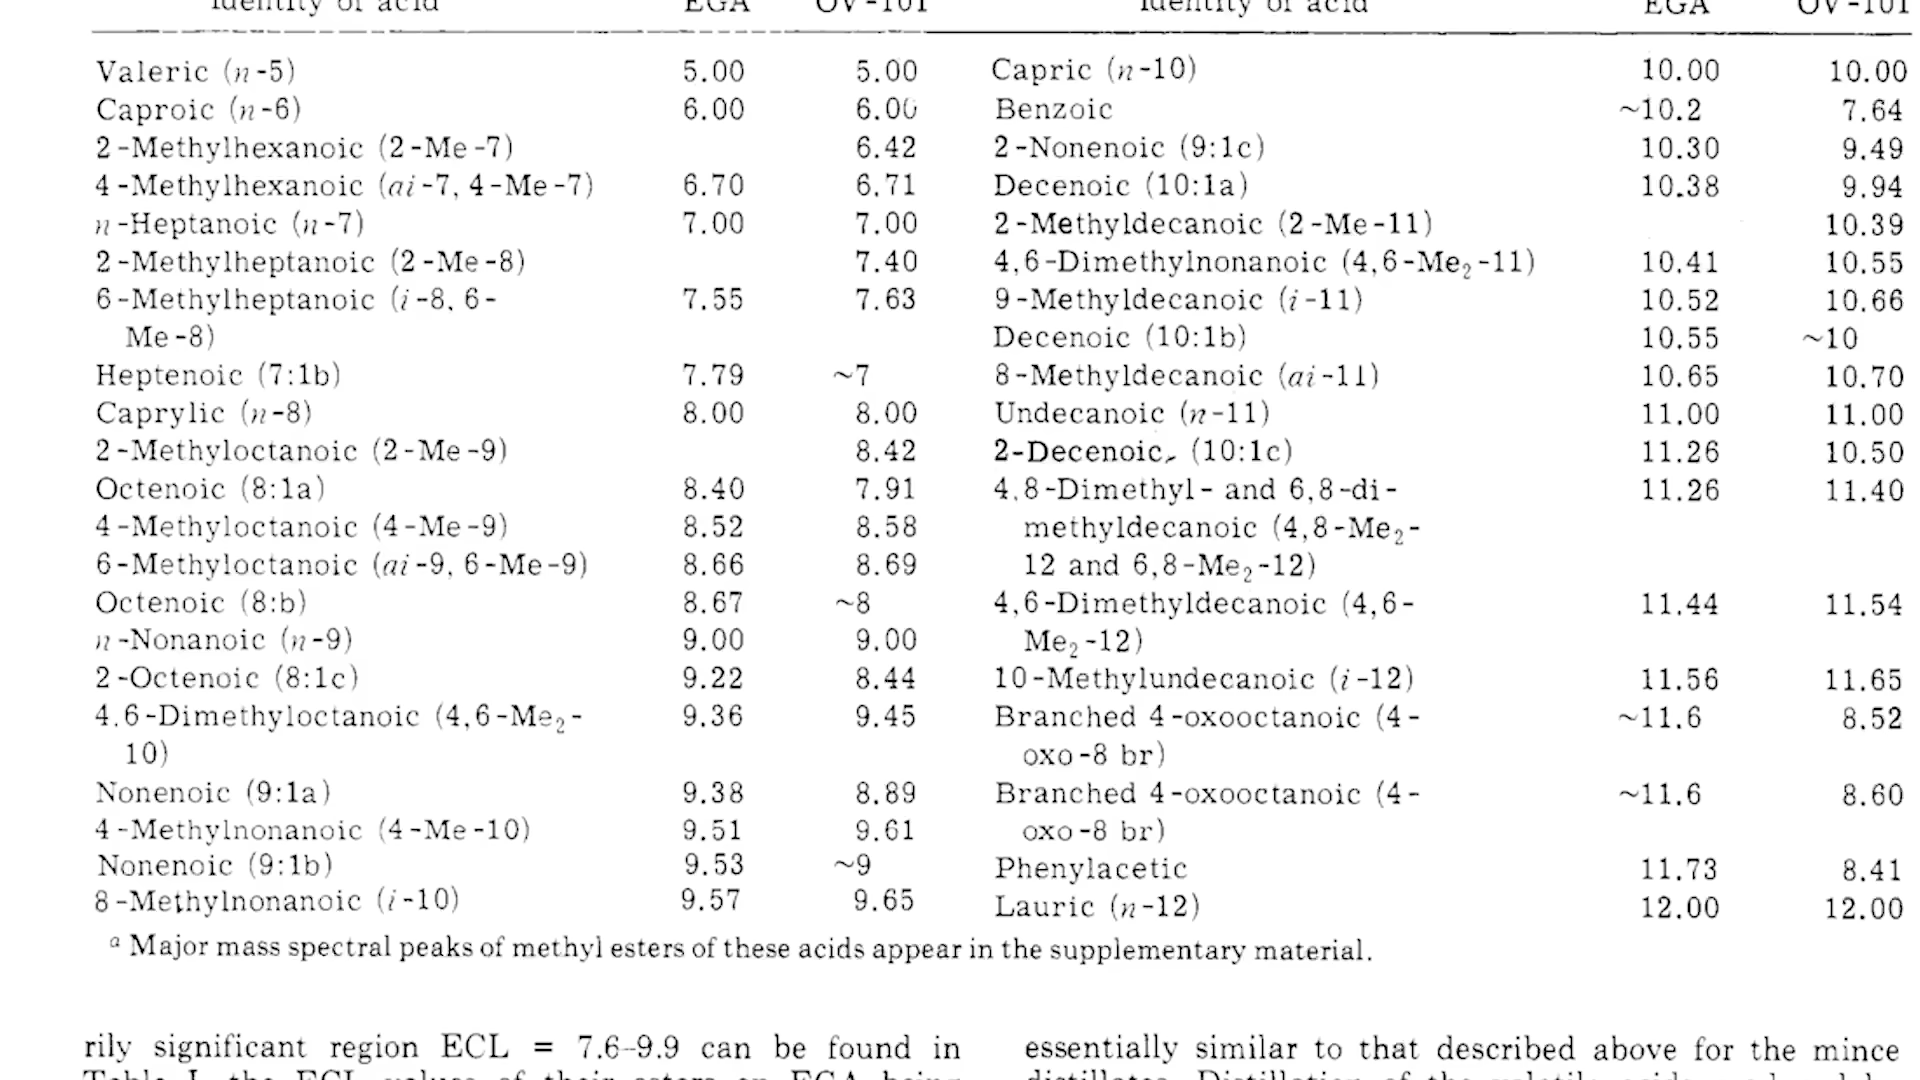 Identity of acid EGA OV-101
Valeric (n-5) 5.00 5.00
Caproic (n-6) 6.00 6.00
2-Methylhexanoic (2-Me-7) 6.42
4-Methylhexanoic (ai-7, 4-Me-7) 6.70 6.71
n-Heptanoic (n-7) 7.00 7.00
2-Methylheptanoic (2-Me-8) 7.40
6-Methylheptanoic (i-8, 6- 7.55 7.63
Me-8)
Heptenoic (7:1b) 7.79 ~7
Caprylic (n-8) 8.00 8.00
2-Methyloctanoic (2-Me-9) 8.42
Octenoic (8:1a) 8.40 7.91
4-Methyloctanoic (4-Me-9) 8.52 8.58
6-Methyloctanoic (ai-9, 6-Me-9) 8.66 8.69
Octenoic (8:b) 8.67 ~8
n-Nonanoic (n-9) 9.00 9.00
2-Octenoic (8:1c) 9.22 8.44
4,6-Dimethyloctanoic (4,6-Me₂- 9.36 9.45
10)
Nonenoic (9:1a) 9.38 8.89
4-Methylnonanoic (4-Me-10) 9.51 9.61
Nonenoic (9:1b) 9.53 ~9
8-Methylnonanoic (i-10) 9.57 9.65
Identity of acid EGA OV-101
Capric (n-10) 10.00 10.00
Benzoic ~10.2 7.64
2-Nonenoic (9:1c) 10.30 9.49
Decenoic (10:1a) 10.38 9.94
2-Methyldecanoic (2-Me-11) 10.39
4,6-Dimethylnonanoic (4,6-Me₂-11) 10.41 10.55
9-Methyldecanoic (i-11) 10.52 10.66
Decenoic (10:1b) 10.55 ~10
8-Methyldecanoic (ai-11) 10.65 10.70
Undecanoic (n-11) 11.00 11.00
2-Decenoic, (10:1c) 11.26 10.50
4,8-Dimethyl- and 6,8-di- 11.26 11.40
methyldecanoic (4,8-Me₂-
12 and 6,8-Me₂-12)
4,6-Dimethyldecanoic (4,6- 11.44 11.54
Me₂-12)
10-Methylundecanoic (i-12) 11.56 11.65
Branched 4-oxooctanoic (4- ~11.6 8.52
oxo-8 br)
Branched 4-oxooctanoic (4- ~11.6 8.60
oxo-8 br)
Phenylacetic 11.73 8.41
Lauric (n-12) 12.00 12.00
a Major mass spectral peaks of methyl esters of these acids appear in the supplementary material.
rily significant region ECL = 7.6-9.9 can be found in
Table I, the ECL values of their esters on EGA being
essentially similar to that described above for the mince
distillates. Distillation of the volatile acids